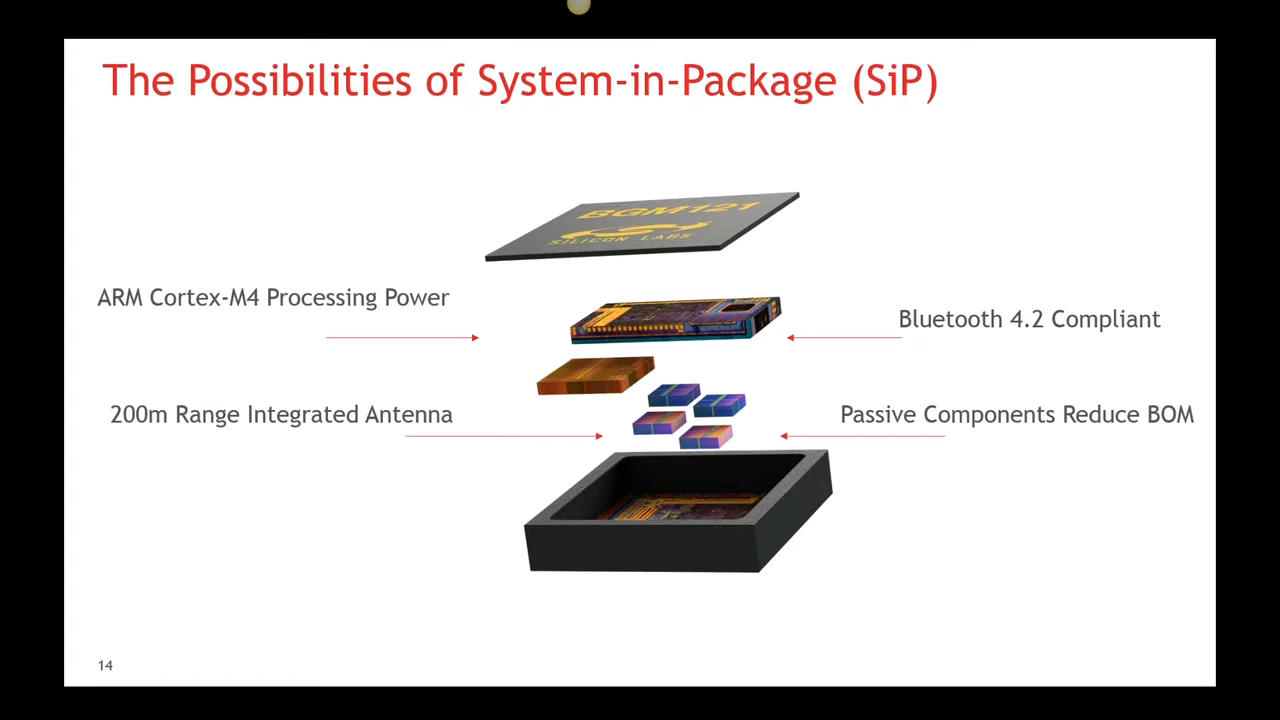 The Possibilities of System-in-Package (SiP)
BGM121
SILICON LABS
ARM Cortex-M4 Processing Power
Bluetooth 4.2 Compliant
200m Range Integrated Antenna
Passive Components Reduce BOM
14